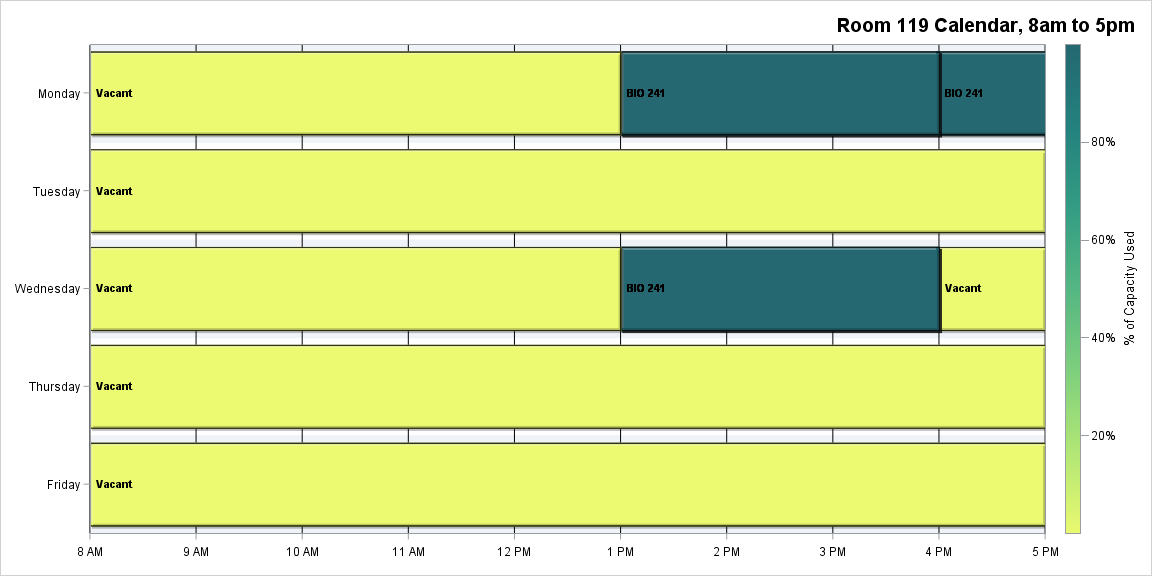 Room 119 Calendar, 8am to 5pm
Monday
Vacant
BIO 241
BIO 241
Tuesday
Vacant
Wednesday
Vacant
BIO 241
Vacant
Thursday
Vacant
Friday
Vacant
8 AM
9 AM
10 AM
11 AM
12 PM
1 PM
2 PM
3 PM
4 PM
5 PM
80%
60%
40%
20%
% of Capacity Used